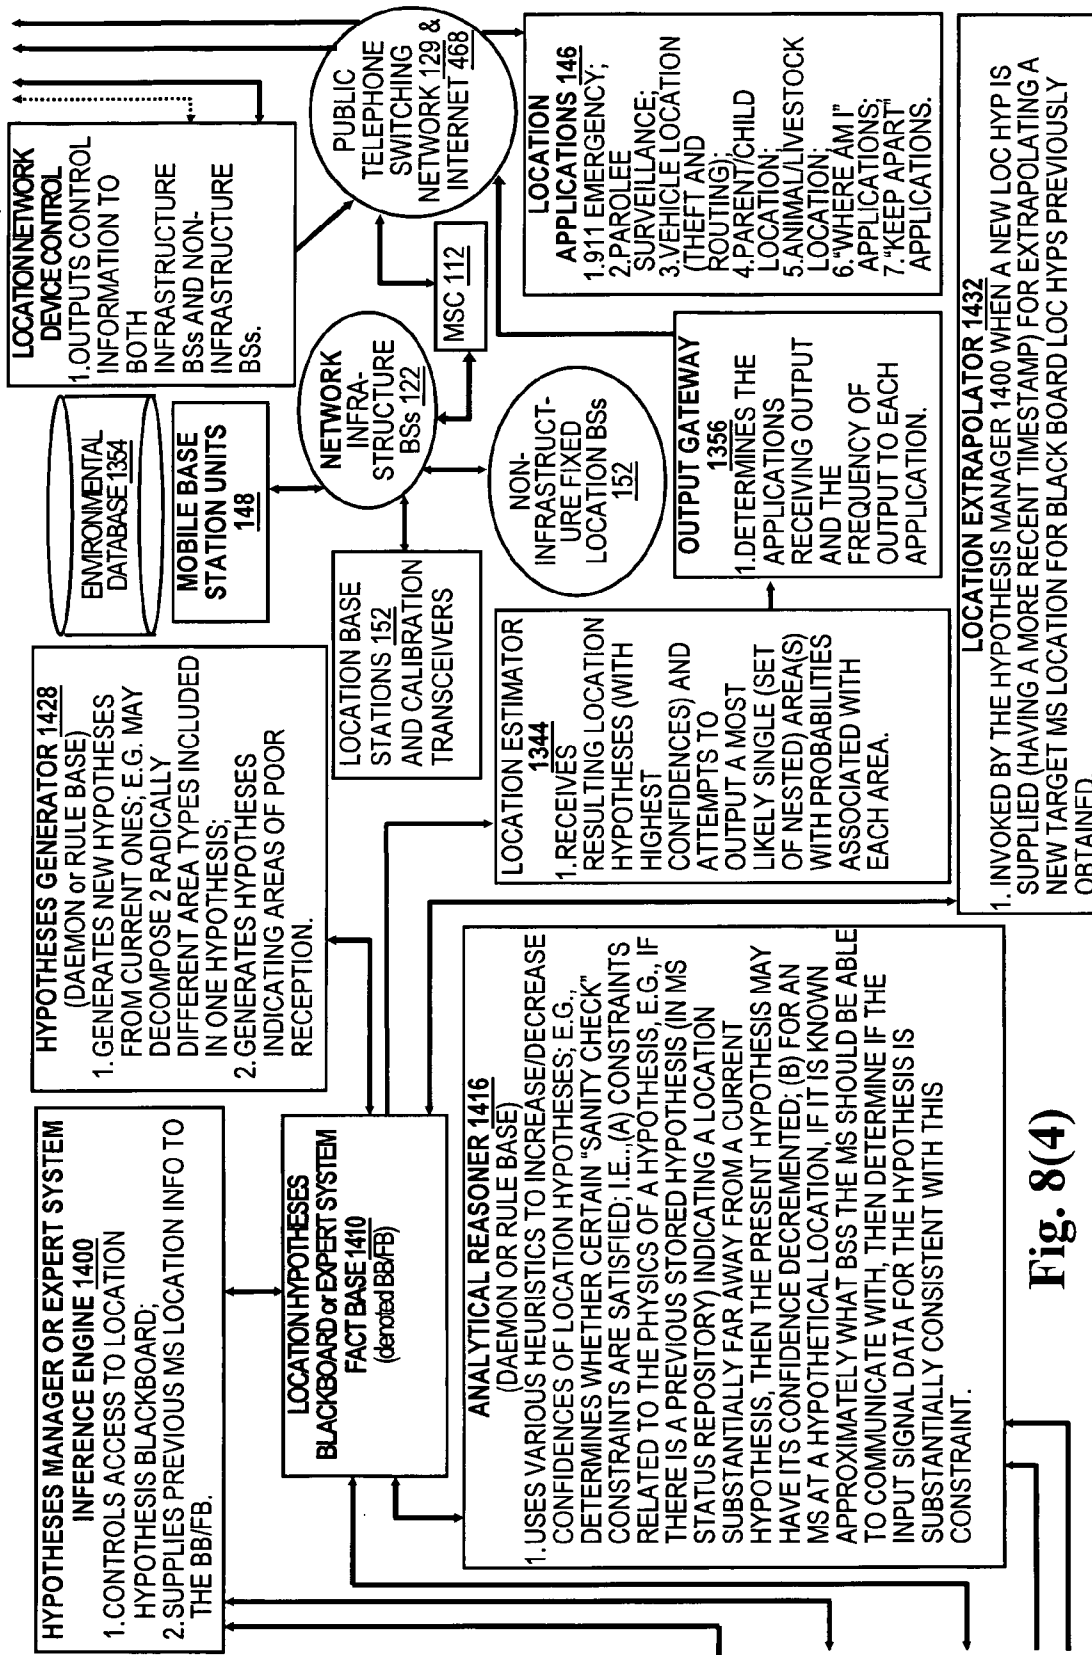 HYPOTHESES MANAGER OR EXPERT SYSTEM
INFERENCE ENGINE 1400
1. CONTROLS ACCESS TO LOCATION
HYPOTHESIS BLACKBOARD;
2. SUPPLIES PREVIOUS MS LOCATION INFO TO
THE BB/FB.
HYPOTHESES GENERATOR 1428
(DAEMON or RULE BASE)
1. GENERATES NEW HYPOTHESES
FROM CURRENT ONES; E.G. MAY
DECOMPOSE 2 RADICALLY
DIFFERENT AREA TYPES INCLUDED
IN ONE HYPOTHESIS;
2. GENERATES HYPOTHESES
INDICATING AREAS OF POOR
RECEPTION.
ENVIRONMENTAL
DATABASE 1354
MOBILE BASE
STATION UNITS
148
LOCATION NETWORK
DEVICE CONTROL
1. OUTPUTS CONTROL
INFORMATION TO
BOTH
INFRASTRUCTURE
BSs AND NON-
INFRASTRUCTURE
BSs.
LOCATION HYPOTHESES
BLACKBOARD or EXPERT SYSTEM
FACT BASE 1410
(denoted BB/FB)
LOCATION BASE
STATIONS 152
AND CALIBRATION
TRANSCEIVERS
NETWORK
INFRA-
STRUCTURE
BSs 122
MSC 112
PUBLIC
TELEPHONE
SWITCHING
NETWORK 129 &
INTERNET 468
NON-
INFRASTRUCT-
URE FIXED
LOCATION BSs
152
ANALYTICAL REASONER 1416
(DAEMON OR RULE BASE)
1. USES VARIOUS HEURISTICS TO INCREASE/DECREASE
CONFIDENCES OF LOCATION HYPOTHESES; E.G.,
DETERMINES WHETHER CERTAIN "SANITY CHECK"
CONSTRAINTS ARE SATISFIED; I.E..,(A) CONSTRAINTS
RELATED TO THE PHYSICS OF A HYPOTHESIS, E.G., IF
THERE IS A PREVIOUS STORED HYPOTHESIS (IN MS
STATUS REPOSITORY) INDICATING A LOCATION
SUBSTANTIALLY FAR AWAY FROM A CURRENT
HYPOTHESIS, THEN THE PRESENT HYPOTHESIS MAY
HAVE ITS CONFIDENCE DECREMENTED; (B) FOR AN
MS AT A HYPOTHETICAL LOCATION, IF IT IS KNOWN
APPROXIMATELY WHAT BSS THE MS SHOULD BE ABLE
TO COMMUNICATE WITH, THEN DETERMINE IF THE
INPUT SIGNAL DATA FOR THE HYPOTHESIS IS
SUBSTANTIALLY CONSISTENT WITH THIS
CONSTRAINT.
LOCATION ESTIMATOR
1344
1. RECEIVES
RESULTING LOCATION
HYPOTHESES (WITH
HIGHEST
CONFIDENCES) AND
ATTEMPTS TO
OUTPUT A MOST
LIKELY SINGLE (SET
OF NESTED) AREA(S)
WITH PROBABILITIES
ASSOCIATED WITH
EACH AREA.
OUTPUT GATEWAY
1356
1. DETERMINES THE
APPLICATIONS
RECEIVING OUTPUT
AND THE
FREQUENCY OF
OUTPUT TO EACH
APPLICATION.
LOCATION
APPLICATIONS 146
1. 911 EMERGENCY;
2. PAROLEE
SURVEILLANCE;
3. VEHICLE LOCATION
(THEFT AND
ROUTING);
4. PARENT/CHILD
LOCATION;
5. ANIMAL/LIVESTOCK
LOCATION;
6. "WHERE AM I"
APPLICATIONS;
7. "KEEP APART"
APPLICATIONS.
LOCATION EXTRAPOLATOR 1432
1. INVOKED BY THE HYPOTHESIS MANAGER 1400 WHEN A NEW LOC HYP IS
SUPPLIED (HAVING A MORE RECENT TIMESTAMP) FOR EXTRAPOLATING A
NEW TARGET MS LOCATION FOR BLACK BOARD LOC HYPS PREVIOUSLY
OBTAINED
Fig. 8(4)